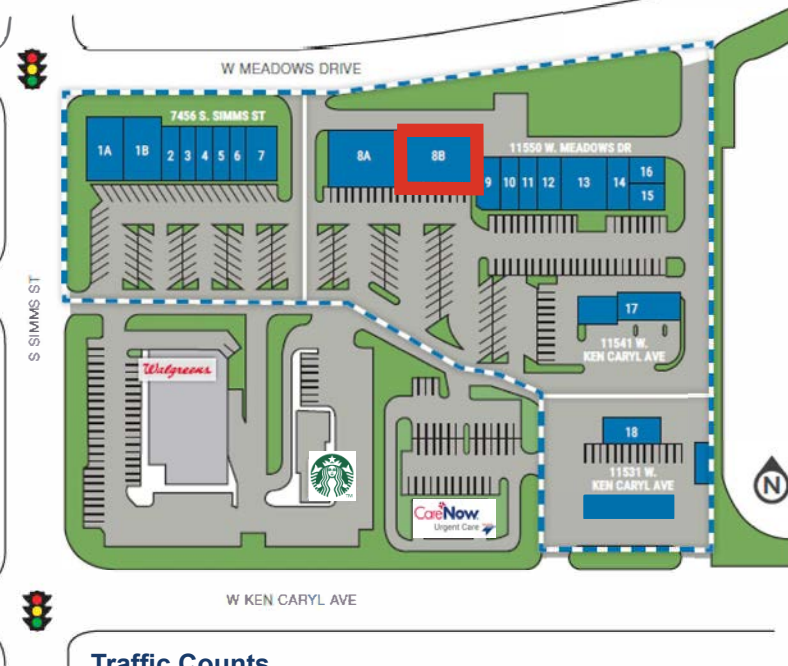 W MEADOWS DRIVE
7456 S. SIMMS ST
1A
1B
2
3
4
5
6
7
8A
8B
11550 W. MEADOWS DR
9
10
11
12
13
14
16
15
S SIMMS ST
17
11541 W.
KEN CARYL AVE
Walgreens
18
11531 W.
KEN CARYL AVE
N
CareNow
Urgent Care
W KEN CARYL AVE
Traffic Counts